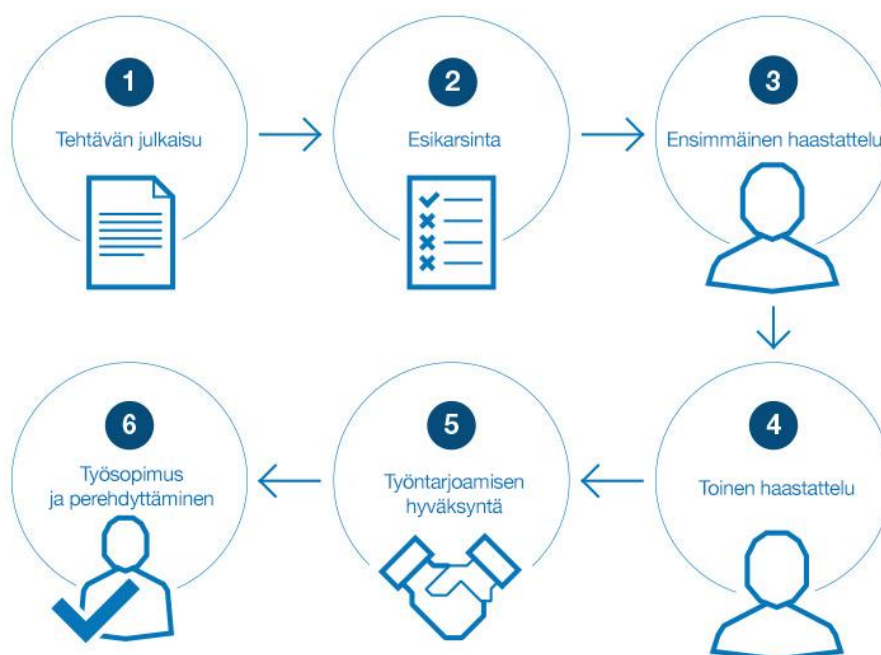 1
Tehtävän julkaisu
2
Esikarsinta
3
Ensimmäinen haastattelu
4
Toinen haastattelu
5
Työntarjoamisen
hyväksyntä
6
Työsopimus
ja perehdyttäminen